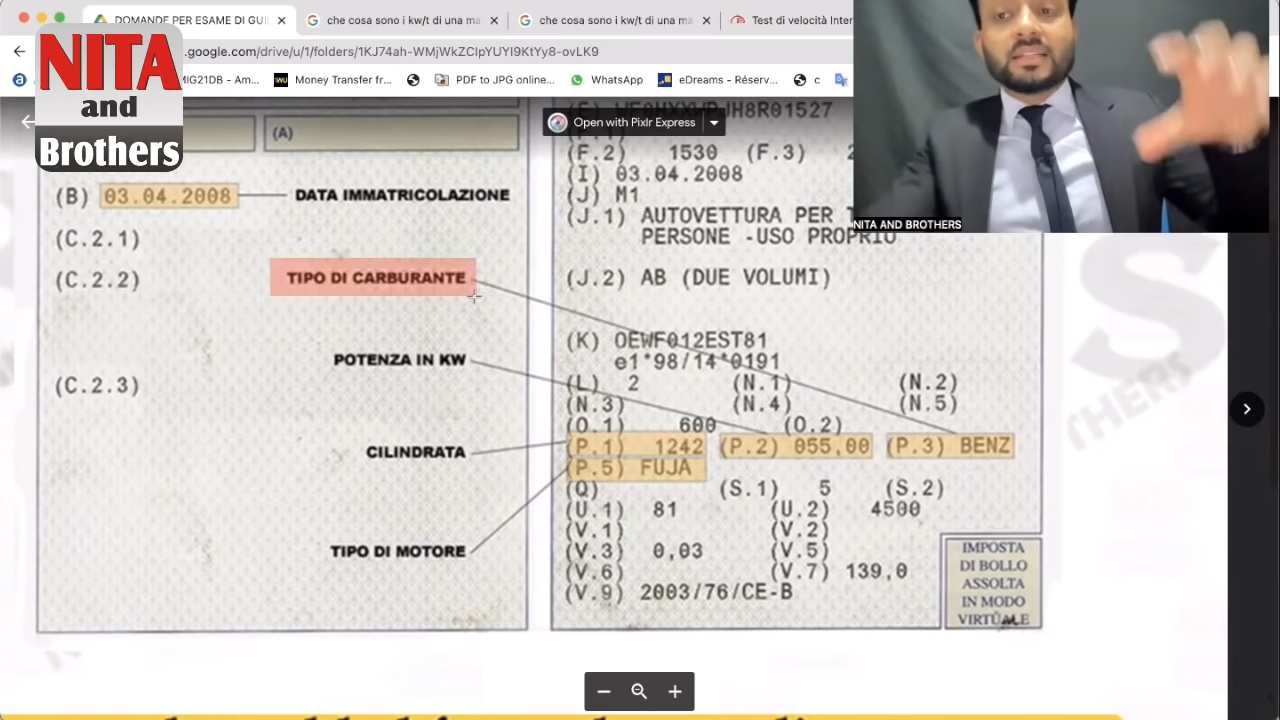 DOMANDE PER ESAME DI GUI
che cosa sono i kw/t di una ma
che cosa sono i kw/t di una ma
Test di velocità Inter
.google.com/drive/u/1/folders/1KJ74ah-WMjWkZCIpYUYI9KtYy8-ovLK9
MIG21DB - Am...
Money Transfer fr...
PDF to JPG online...
WhatsApp
eDreams - Réserv...
c
NITA
and
Brothers
Open with Pixlr Express
NITA AND BROTHERS
(A)
(B) 03.04.2008
DATA IMMATRICOLAZIONE
(C.2.1)
(C.2.2)
TIPO DI CARBURANTE
POTENZA IN KW
(C.2.3)
CILINDRATA
TIPO DI MOTORE
(F.2) 1530 (F.3) 2
(I) 03.04.2008
(J) M1
(J.1) AUTOVETTURA PER T
PERSONE -USO PROPRIO
(J.2) AB (DUE VOLUMI)
(K) OEWF012EST81
e1*98/14*0191
(L) 2 (N.1) (N.2)
(N.3) (N.4) (N.5)
(O.1) 600 (O.2)
(P.1) 1242 (P.2) 055,00 (P.3) BENZ
(P.5) FUJA
(Q) (S.1) 5 (S.2)
(U.1) 81 (U.2) 4500
(V.1) (V.2)
(V.3) 0,03 (V.5)
(V.6) (V.7) 139,0
(V.9) 2003/76/CE-B
IMPOSTA
DI BOLLO
ASSOLTA
IN MODO
VIRTUALE
THERS